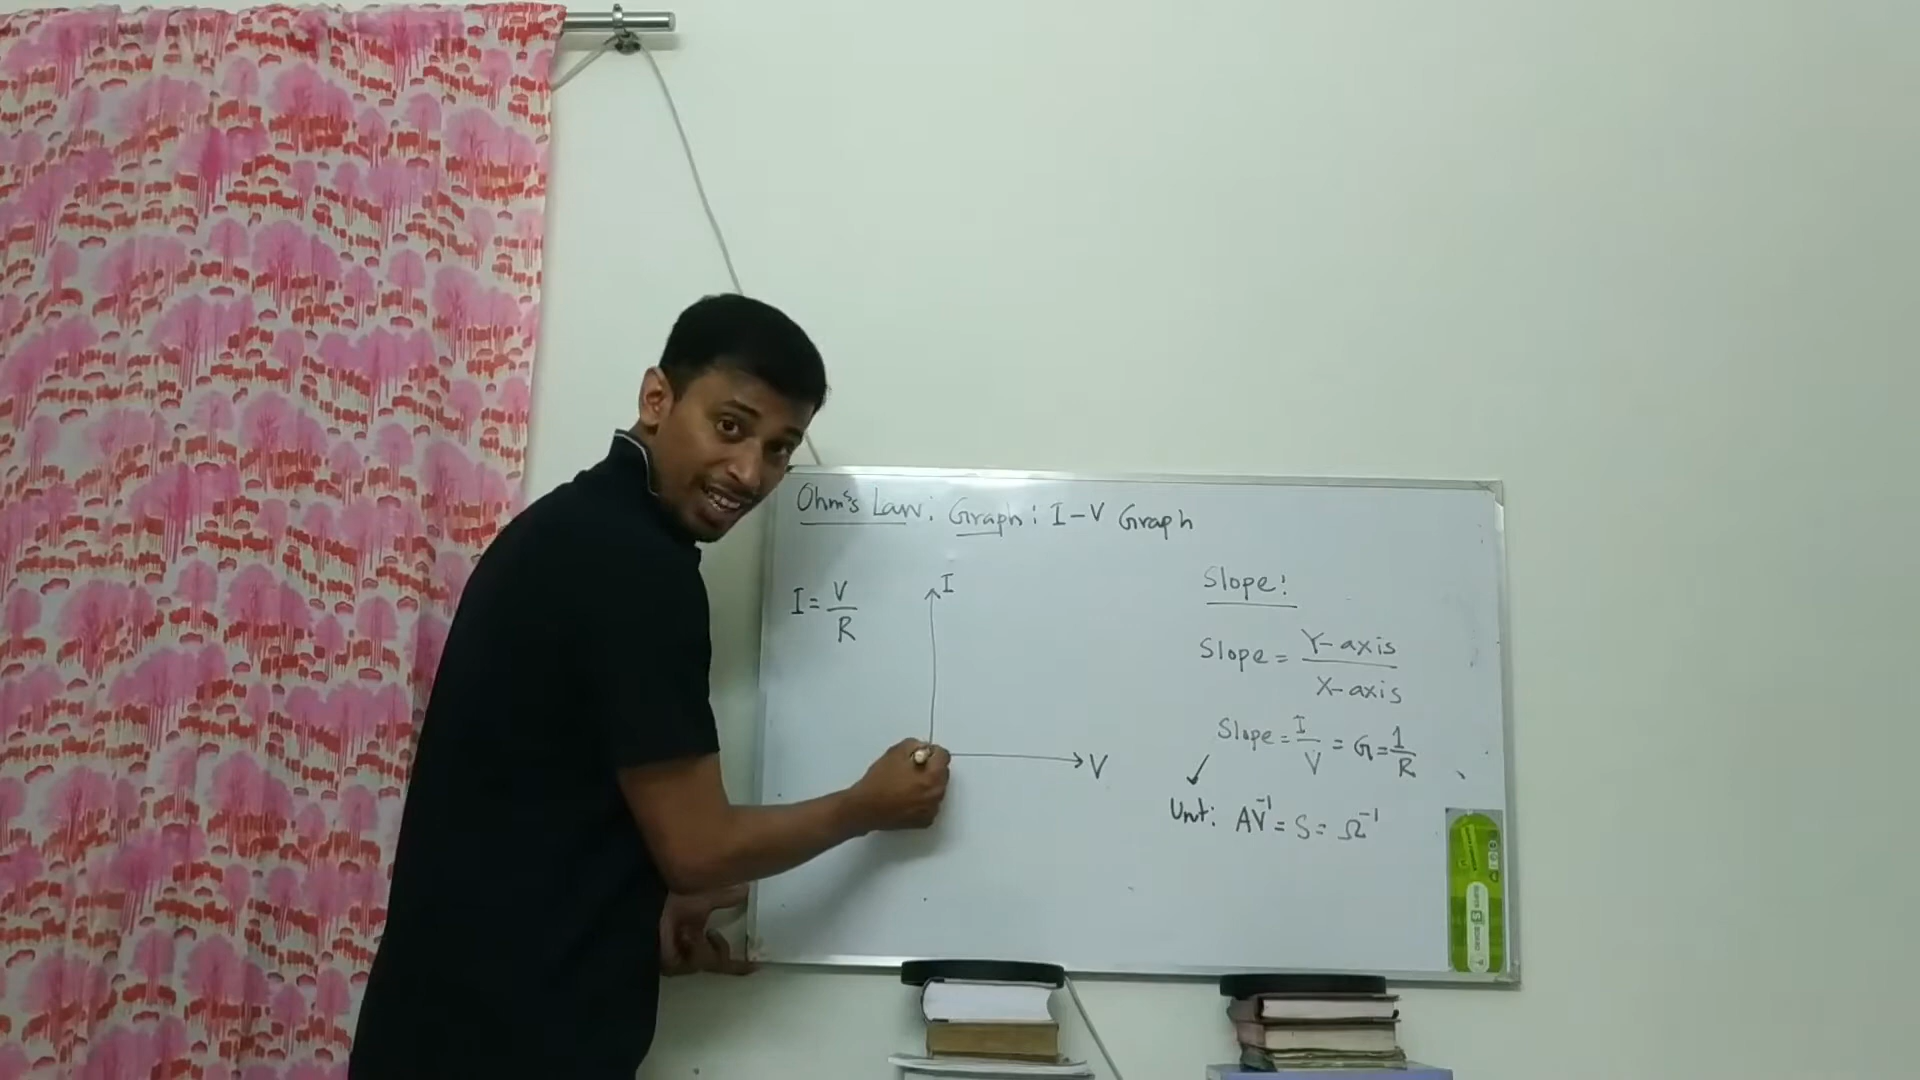 Ohm's Law: Graph: I-V Graph
I = V/R
I
V
Slope:
Slope = Y-axis/X-axis
Slope = I/V = G = 1/R
Unit: AV⁻¹ = S = Ω⁻¹